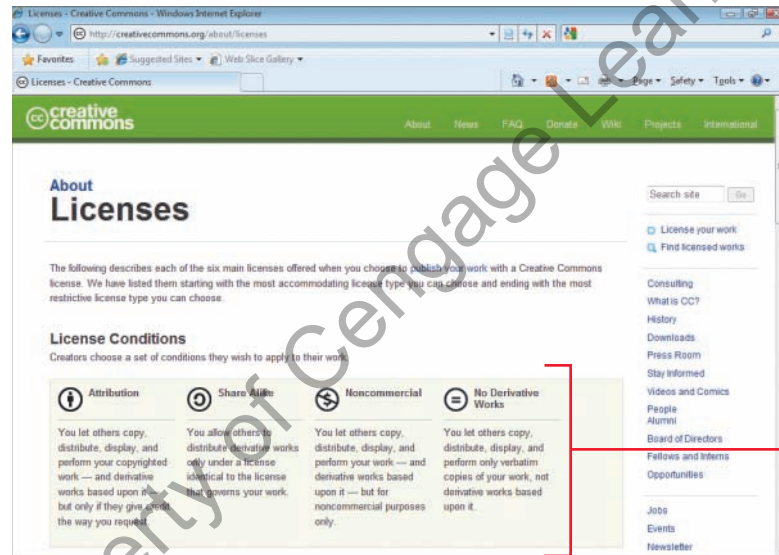 Licenses - Creative Commons - Windows Internet Explorer
http://creativecommons.org/about/licenses
Favorites Suggested Sites Web Slice Gallery
Licenses - Creative Commons Page Safety Tools
cc creative commons
About News FAQ Donate Wiki Projects International
About
Licenses
Search site Go
License your work
Find licensed works
The following describes each of the six main licenses offered when you choose to publish your work with a Creative Commons
license. We have listed them starting with the most accommodating license type you can choose and ending with the most
restrictive license type you can choose.
License Conditions
Creators choose a set of conditions they wish to apply to their work.
Attribution
You let others copy,
distribute, display, and
perform your copyrighted
work — and derivative
works based upon it —
but only if they give credit
the way you request.
Share Alike
You allow others to
distribute derivative works
only under a license
identical to the license
that governs your work.
Noncommercial
You let others copy,
distribute, display, and
perform your work — and
derivative works based
upon it — but for
noncommercial purposes
only.
No Derivative
Works
You let others copy,
distribute, display, and
perform only verbatim
copies of your work, not
derivative works based
upon it.
Consulting
What is CC?
History
Downloads
Press Room
Stay Informed
Videos and Comics
People
Alumni
Board of Directors
Fellows and Interns
Opportunities
Jobs
Events
Newsletter
erty of Cengage Lear